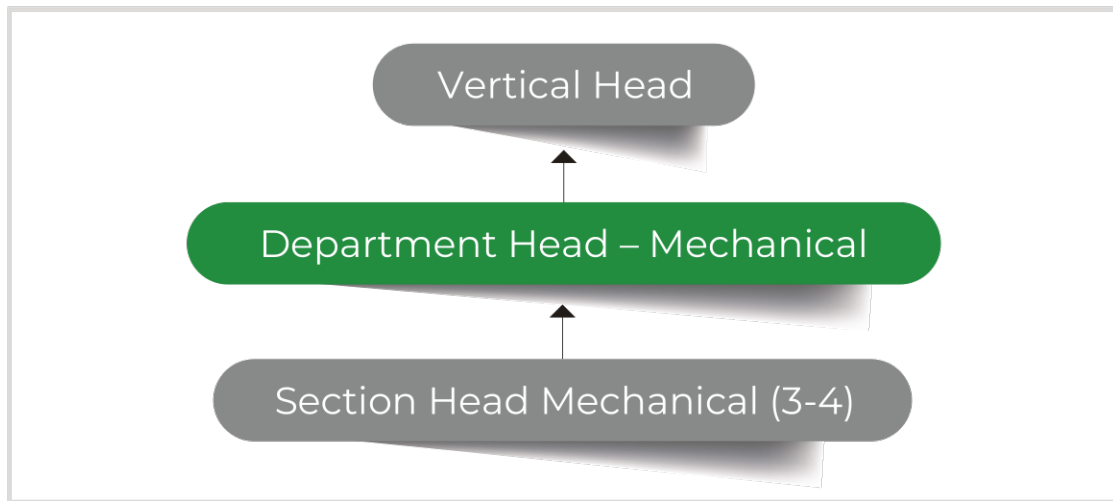 Vertical Head
Department Head – Mechanical
Section Head Mechanical (3-4)